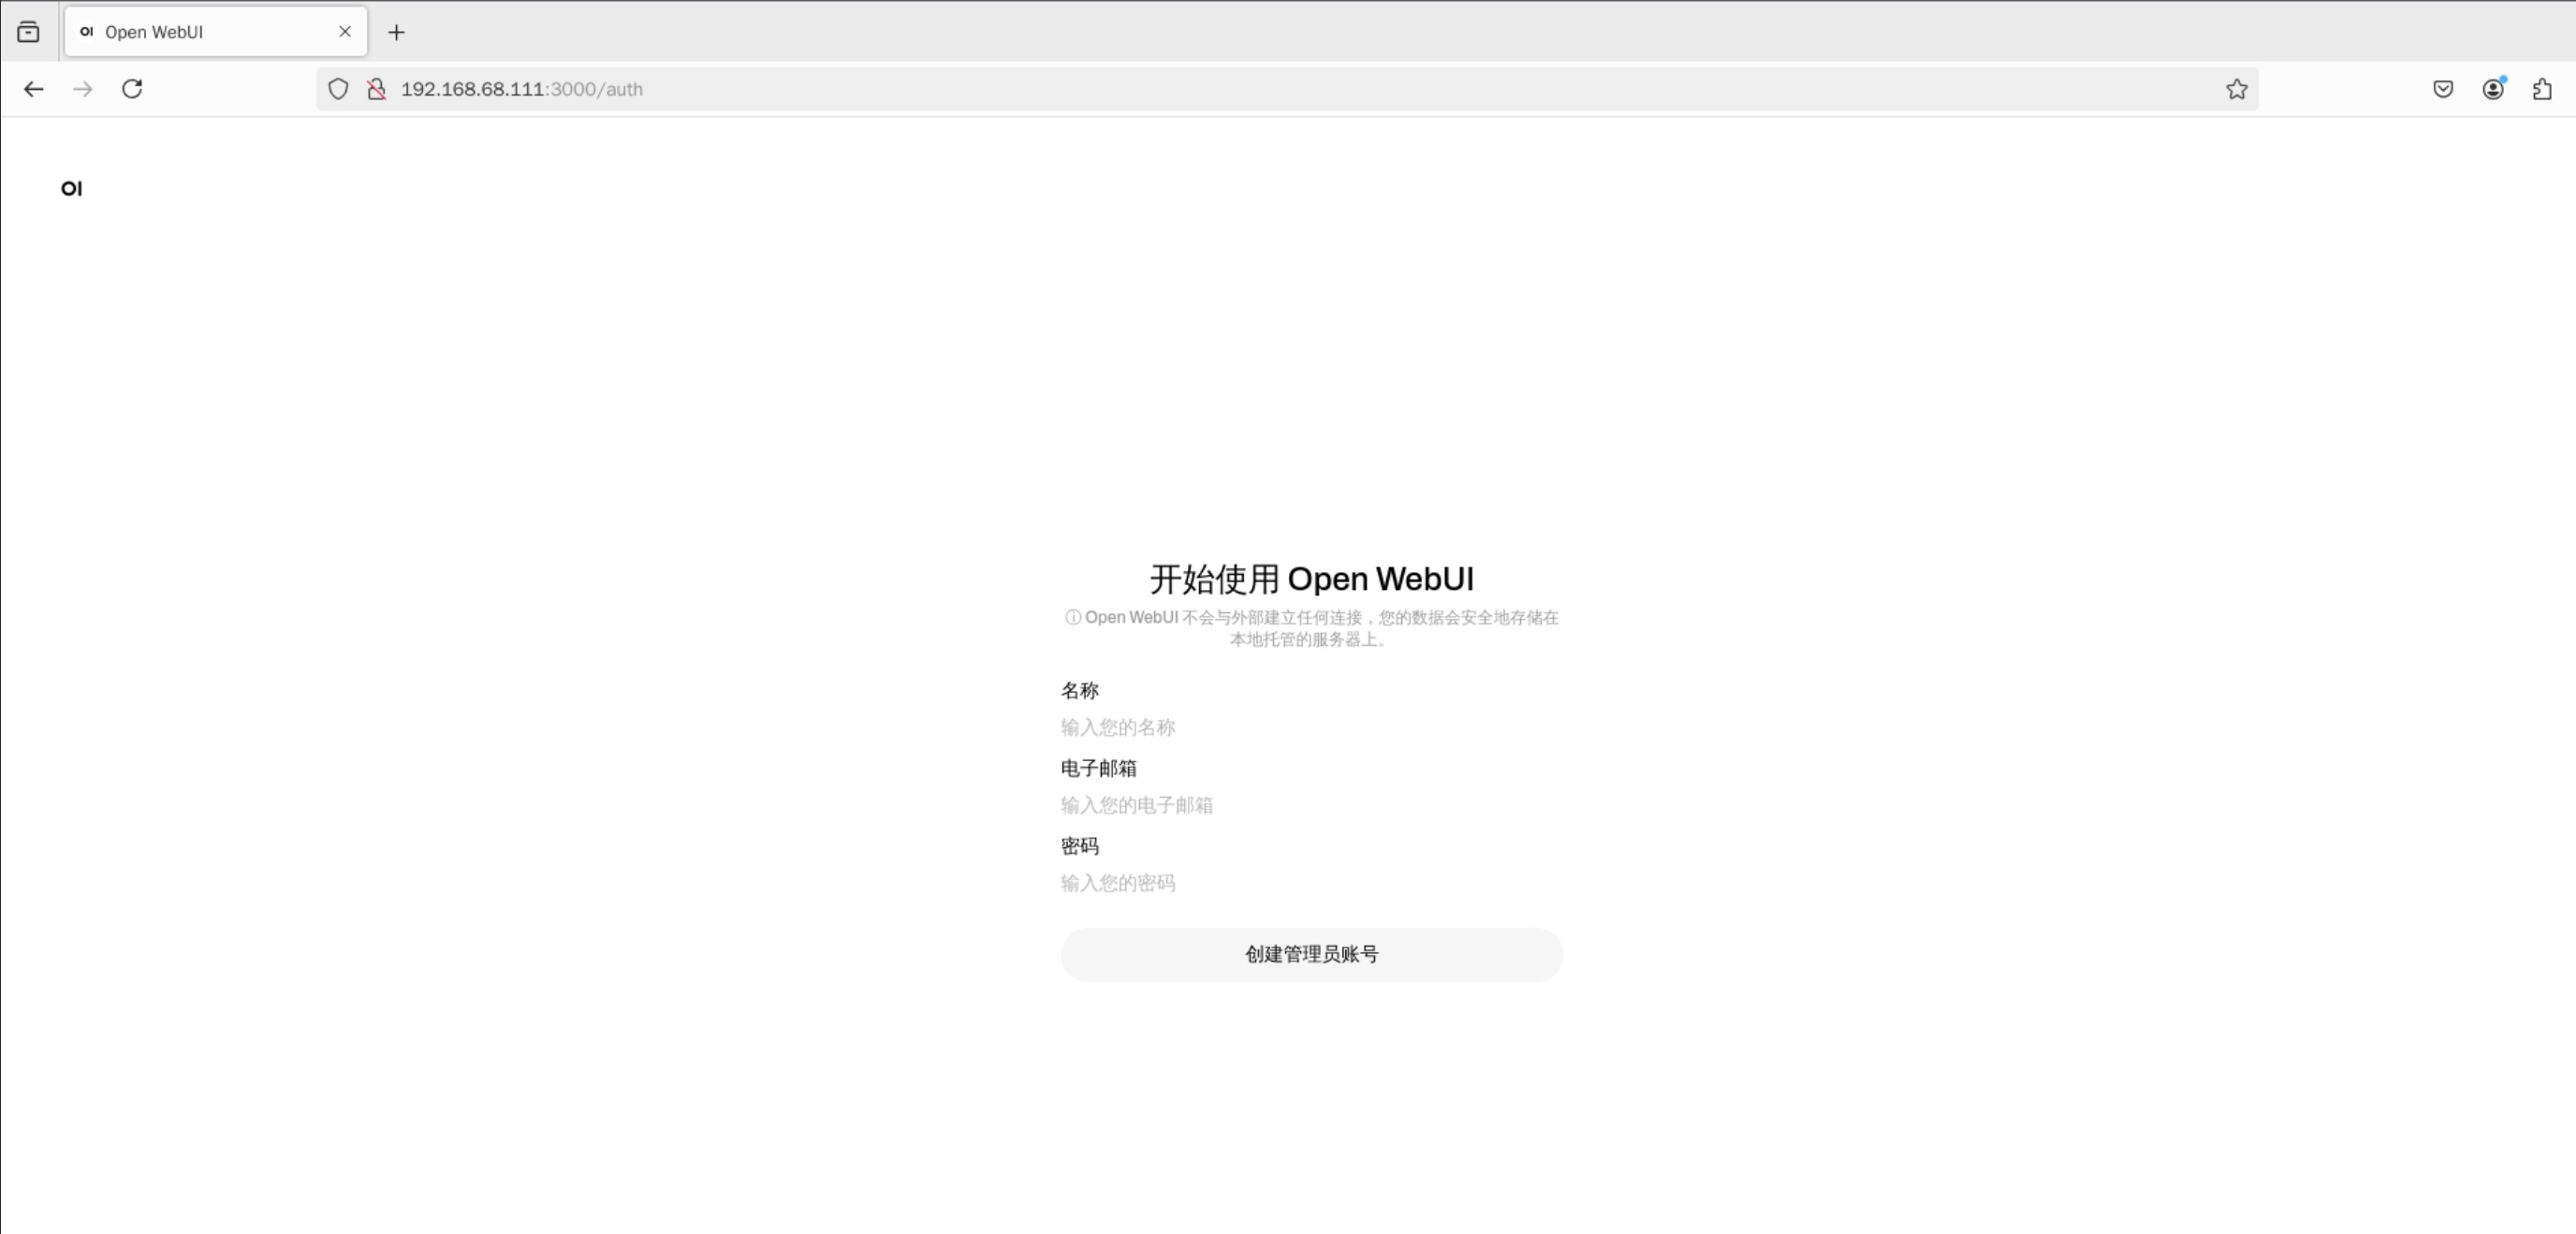 OI Open WebUI
192.168.68.111:3000/auth
OI
开始使用 Open WebUI
ⓘ Open WebUI 不会与外部建立任何连接，您的数据会安全地存储在
本地托管的服务器上。
名称
输入您的名称
电子邮箱
输入您的电子邮箱
密码
输入您的密码
创建管理员账号